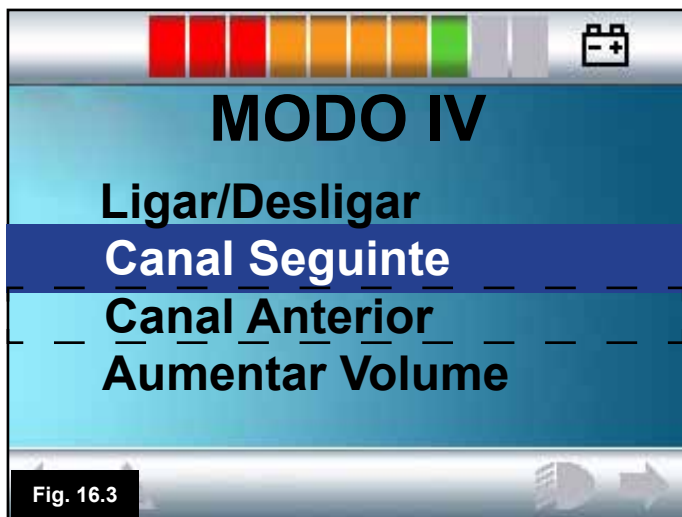 MODO IV
Ligar/Desligar
Canal Seguinte
Canal Anterior
Aumentar Volume
Fig. 16.3